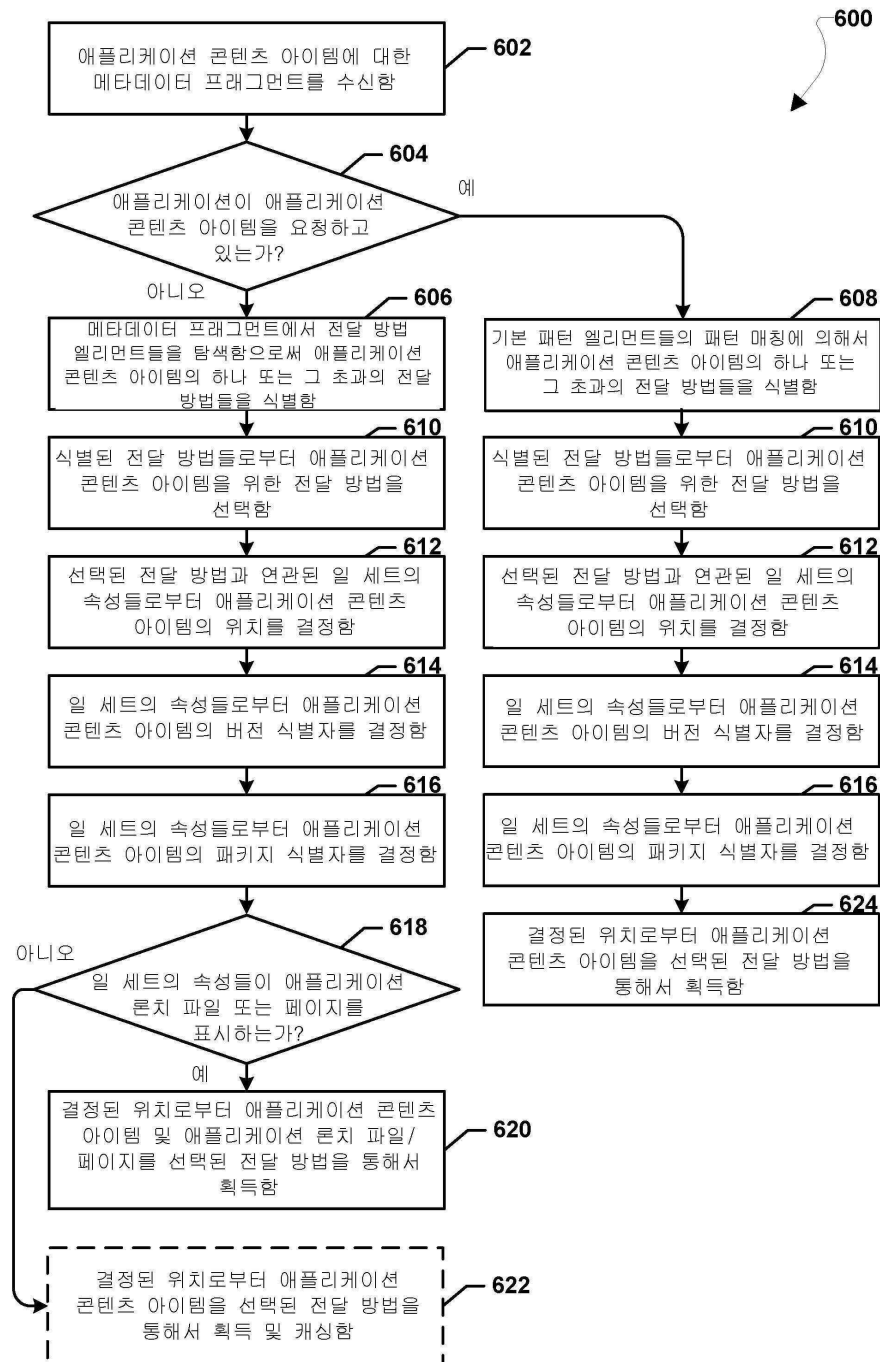 600
602
애플리케이션 콘텐츠 아이템에 대한
메타데이터 프래그먼트를 수신함
604
애플리케이션이 애플리케이션
콘텐츠 아이템을 요청하고
있는가?
예
아니오
606
메타데이터 프래그먼트에서 전달 방법
엘리먼트들을 탐색함으로써 애플리케이션
콘텐츠 아이템의 하나 또는 그 초과의 전달
방법들을 식별함
608
기본 패턴 엘리먼트들의 패턴 매칭에 의해서
애플리케이션 콘텐츠 아이템의 하나 또는
그 초과의 전달 방법들을 식별함
610
식별된 전달 방법들로부터 애플리케이션
콘텐츠 아이템을 위한 전달 방법을
선택함
610
식별된 전달 방법들로부터 애플리케이션
콘텐츠 아이템을 위한 전달 방법을
선택함
612
선택된 전달 방법과 연관된 일 세트의
속성들로부터 애플리케이션 콘텐츠
아이템의 위치를 결정함
612
선택된 전달 방법과 연관된 일 세트의
속성들로부터 애플리케이션 콘텐츠
아이템의 위치를 결정함
614
일 세트의 속성들로부터 애플리케이션
콘텐츠 아이템의 버전 식별자를 결정함
614
일 세트의 속성들로부터 애플리케이션
콘텐츠 아이템의 버전 식별자를 결정함
616
일 세트의 속성들로부터 애플리케이션
콘텐츠 아이템의 패키지 식별자를 결정함
616
일 세트의 속성들로부터 애플리케이션
콘텐츠 아이템의 패키지 식별자를 결정함
618
아니오
일 세트의 속성들이 애플리케이션
론치 파일 또는 페이지를
표시하는가?
예
624
결정된 위치로부터 애플리케이션
콘텐츠 아이템을 선택된 전달 방법을
통해서 획득함
620
결정된 위치로부터 애플리케이션 콘텐츠
아이템 및 애플리케이션 론치 파일/
페이지를 선택된 전달 방법을 통해서
획득함
622
결정된 위치로부터 애플리케이션
콘텐츠 아이템을 선택된 전달 방법을
통해서 획득 및 캐싱함